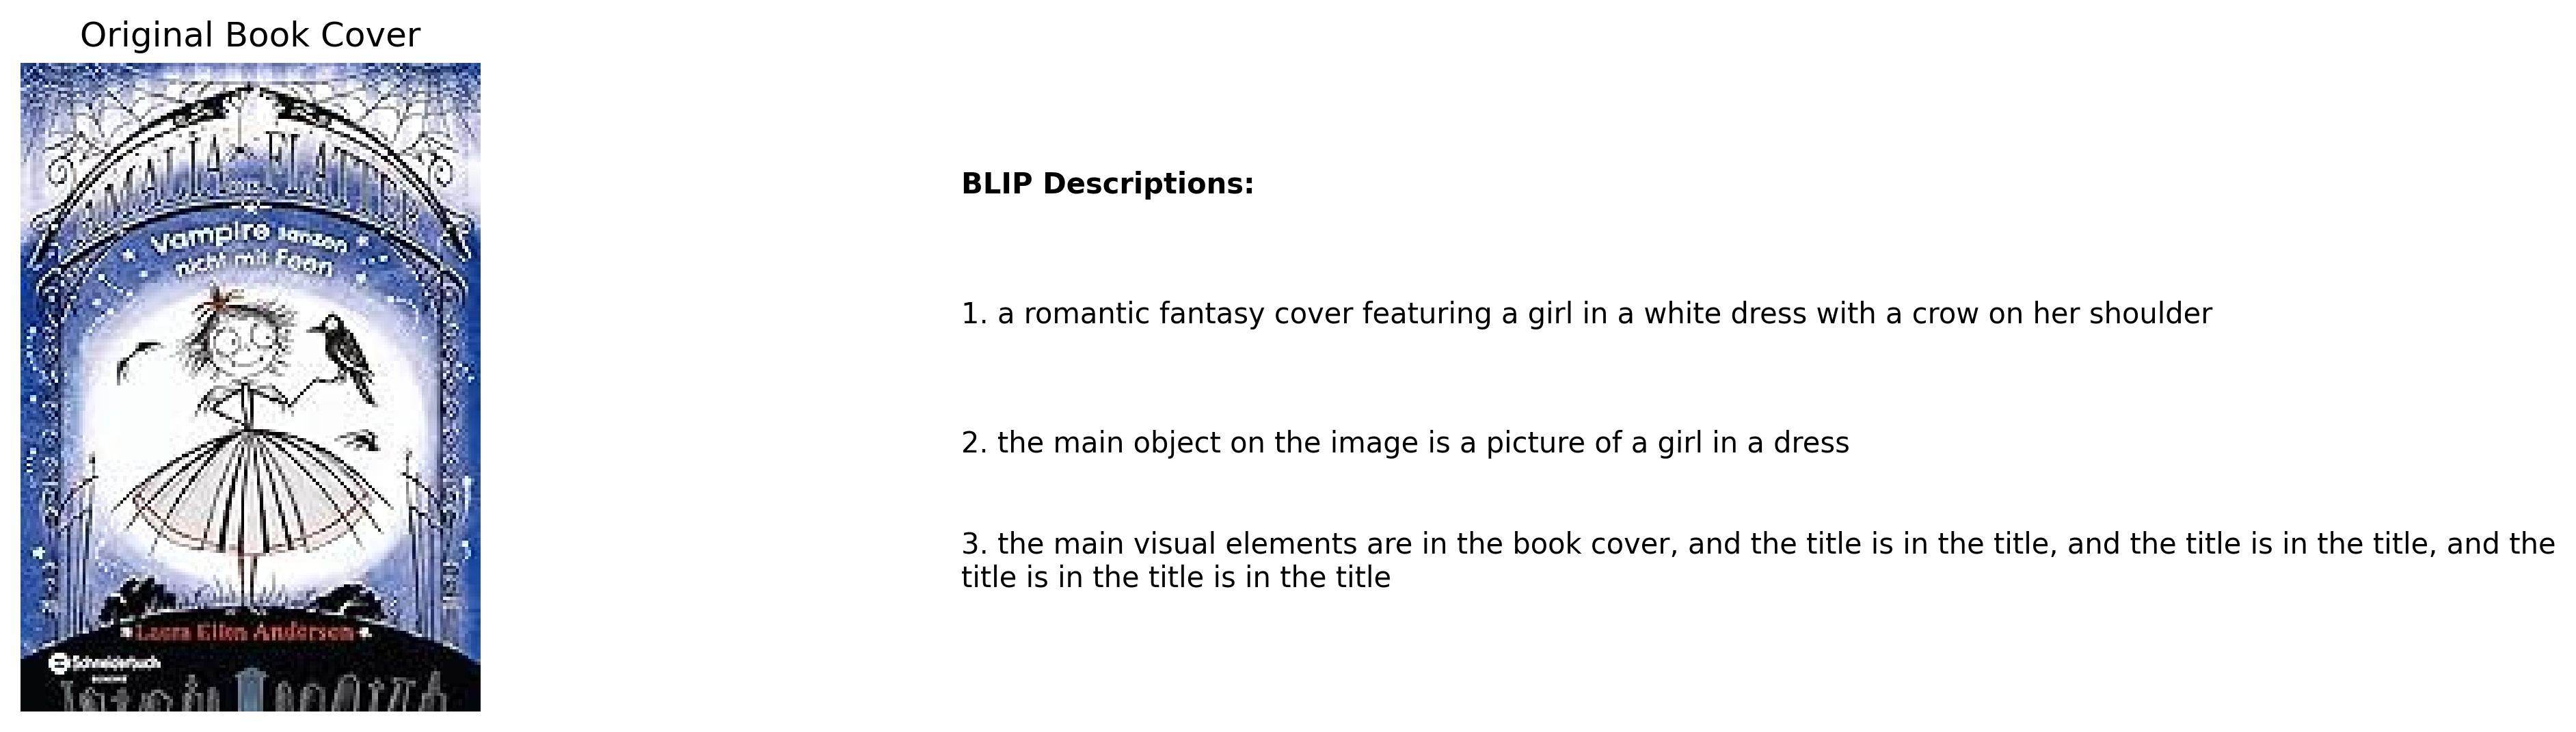 Original Book Cover
AMALIA FLATTER
Vampire tanzen
nicht mit Feen
Laura Ellen Anderson
Schneiderbuch
BLIP Descriptions:
1. a romantic fantasy cover featuring a girl in a white dress with a crow on her shoulder
2. the main object on the image is a picture of a girl in a dress
3. the main visual elements are in the book cover, and the title is in the title, and the title is in the title, and the
title is in the title is in the title